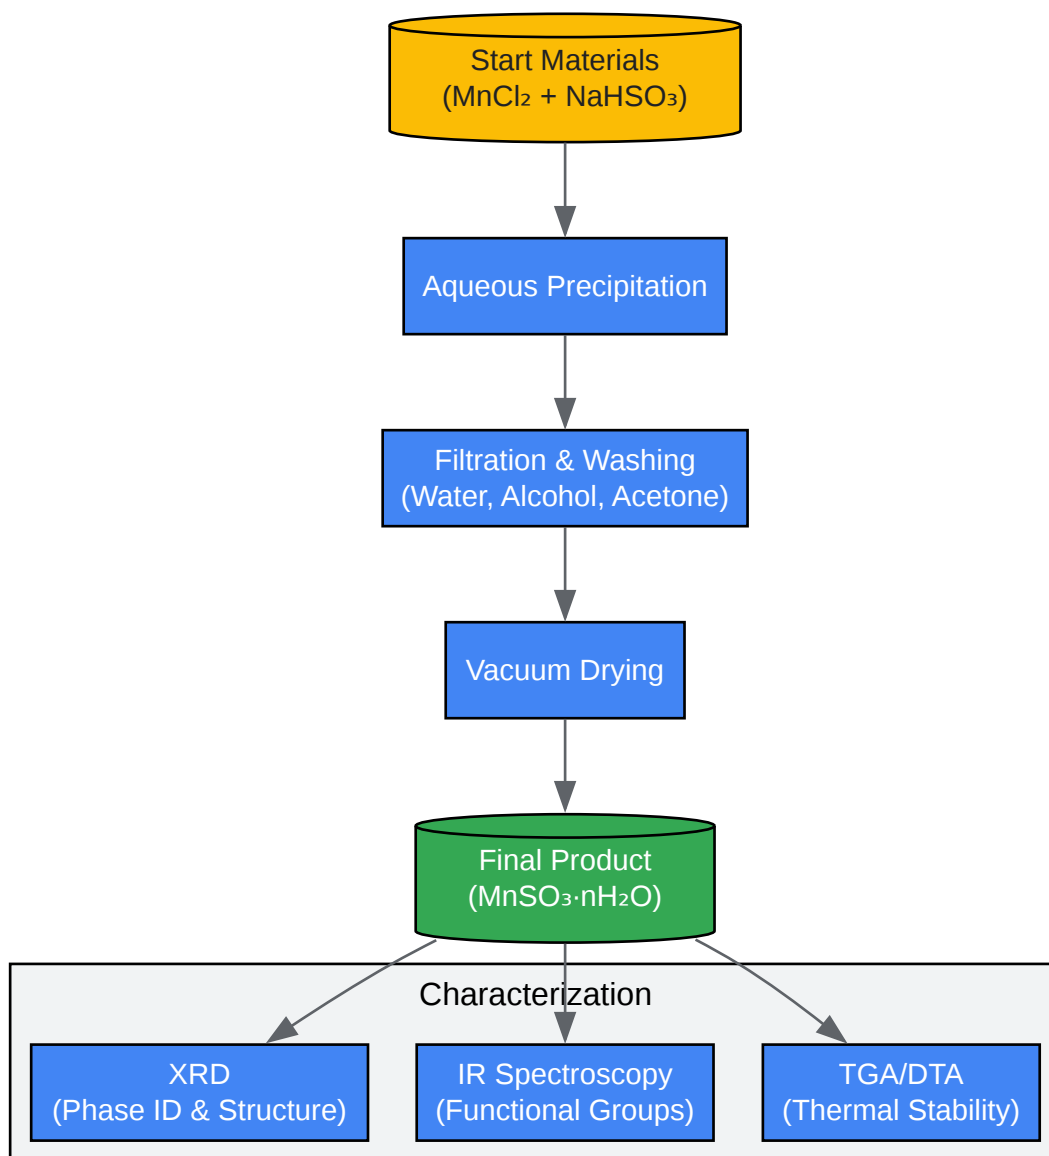 Start Materials
(MnCl₂ + NaHSO₃)
Aqueous Precipitation
Filtration & Washing
(Water, Alcohol, Acetone)
Vacuum Drying
Final Product
(MnSO₃·nH₂O)
Characterization
XRD
(Phase ID & Structure)
IR Spectroscopy
(Functional Groups)
TGA/DTA
(Thermal Stability)